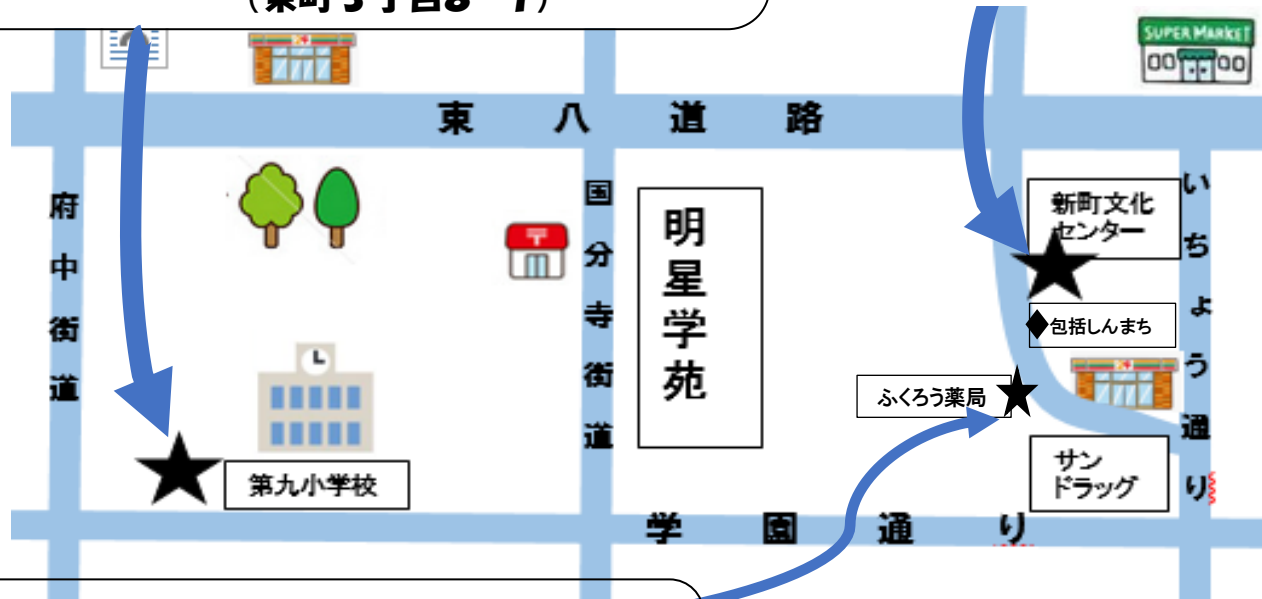 SUPER MARKET
東八道路
府中街道
〒
国分寺街道
明星学苑
新町文化
センター
いちょう通り
包括しんまち
ふくろう薬局
サン
ドラッグ
第九小学校
学園通り